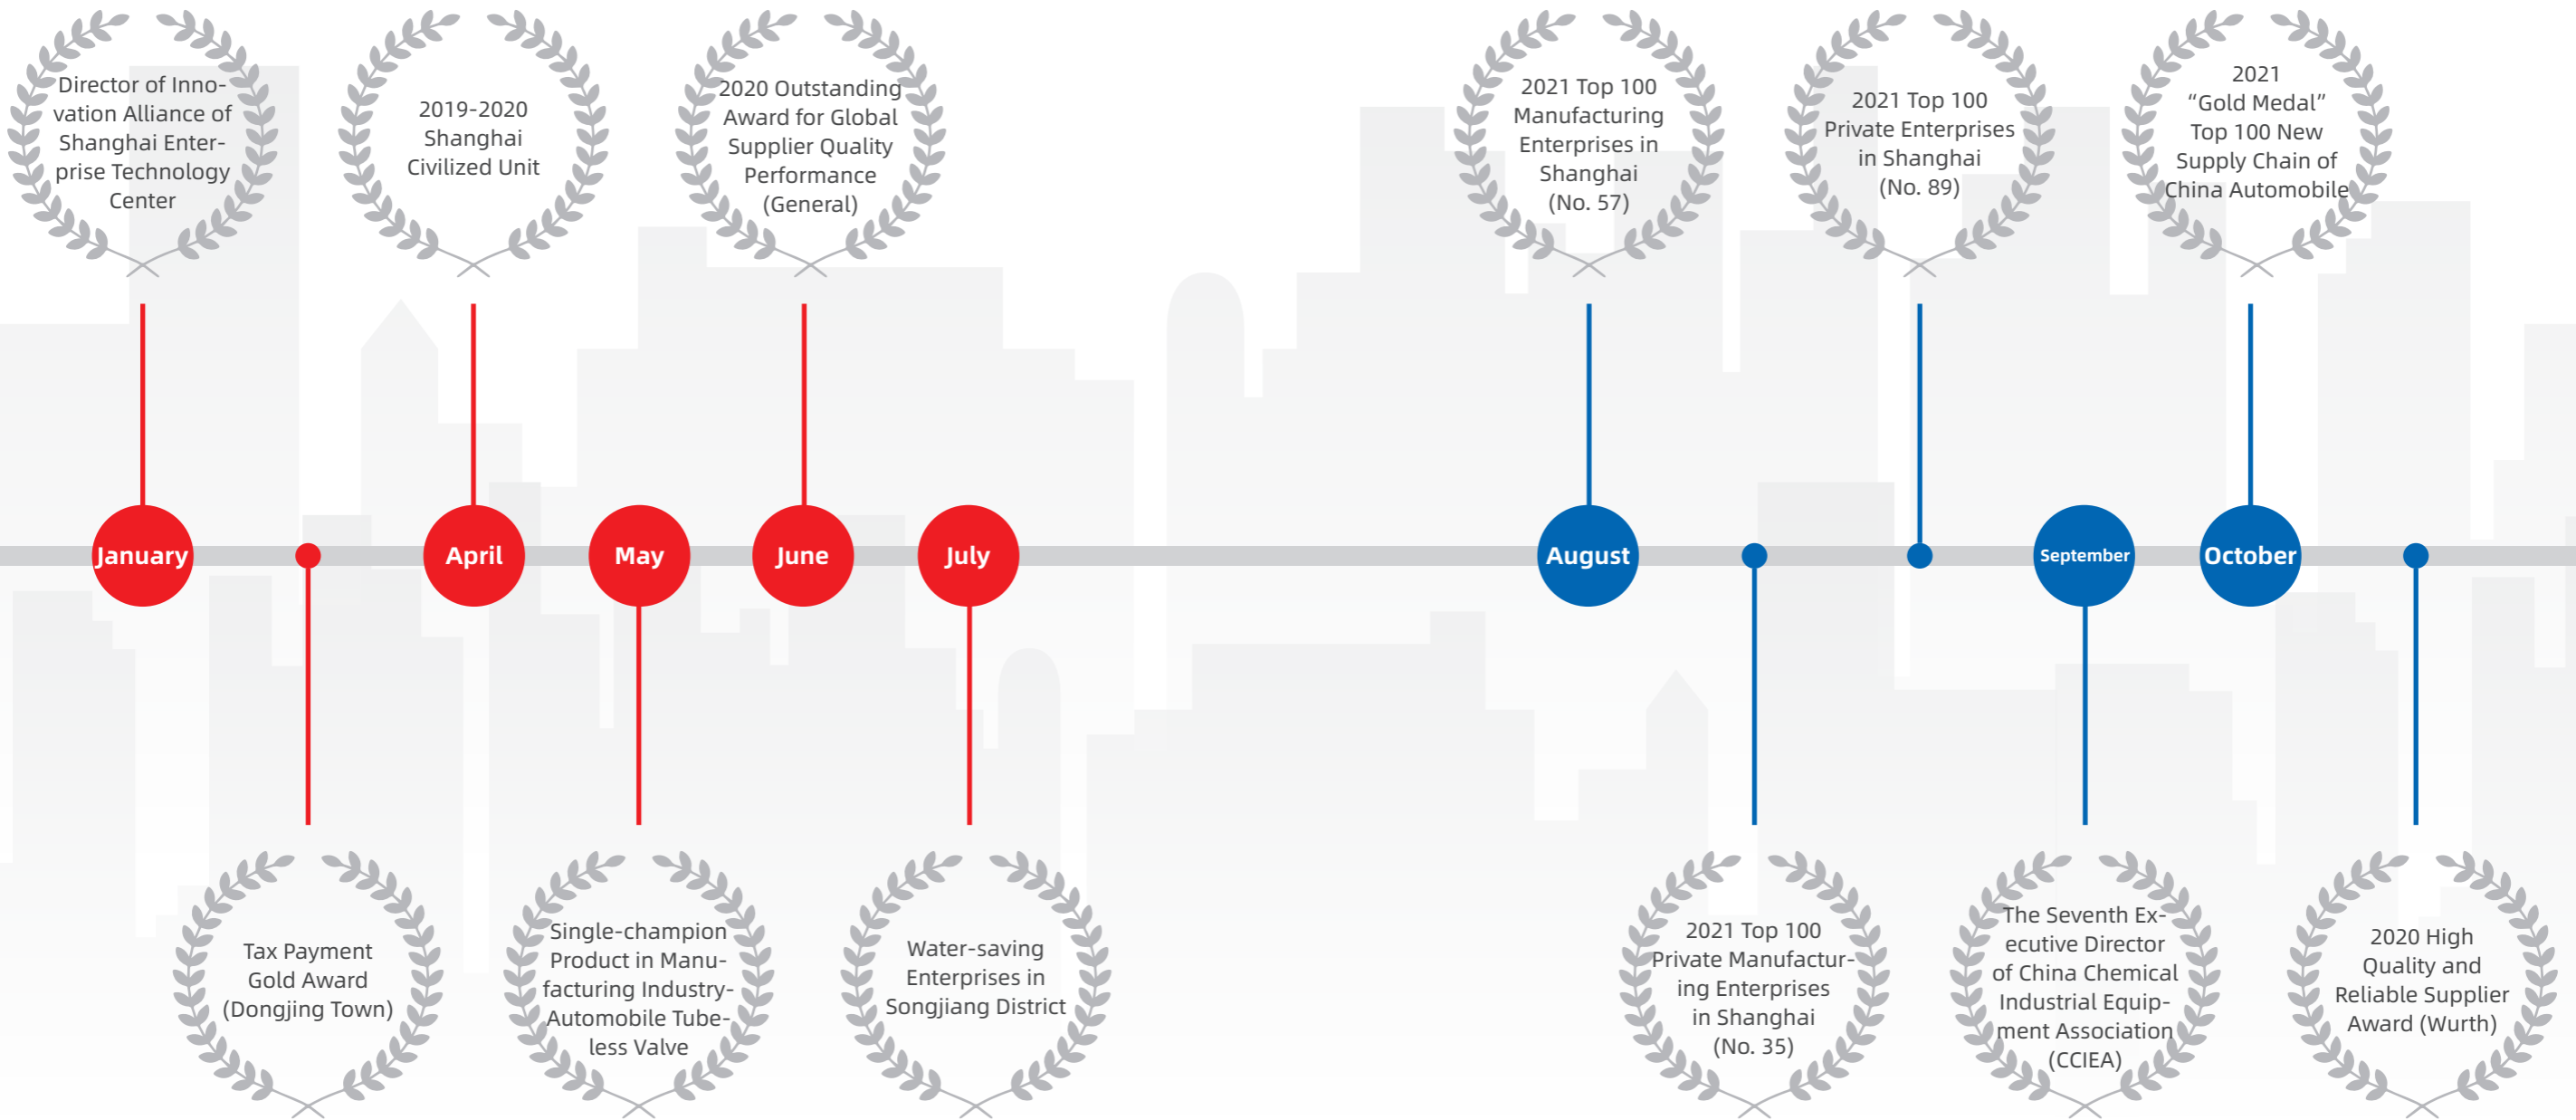 Director of Inno-
vation Alliance of
Shanghai Enter-
prise Technology
Center
2019-2020
Shanghai
Civilized Unit
2020 Outstanding
Award for Global
Supplier Quality
Performance
(General)
2021 Top 100
Manufacturing
Enterprises in
Shanghai
(No. 57)
2021 Top 100
Private Enterprises
in Shanghai
(No. 89)
2021
“Gold Medal”
Top 100 New
Supply Chain of
China Automobile
January
April
May
June
July
August
September
October
Tax Payment
Gold Award
(Dongjing Town)
Single-champion
Product in Manu-
facturing Industry-
Automobile Tube-
less Valve
Water-saving
Enterprises in
Songjiang District
2021 Top 100
Private Manufactur-
ing Enterprises
in Shanghai
(No. 35)
The Seventh Ex-
ecutive Director
of China Chemical
Industrial Equip-
ment Association
(CCIEA)
2020 High
Quality and
Reliable Supplier
Award (Wurth)